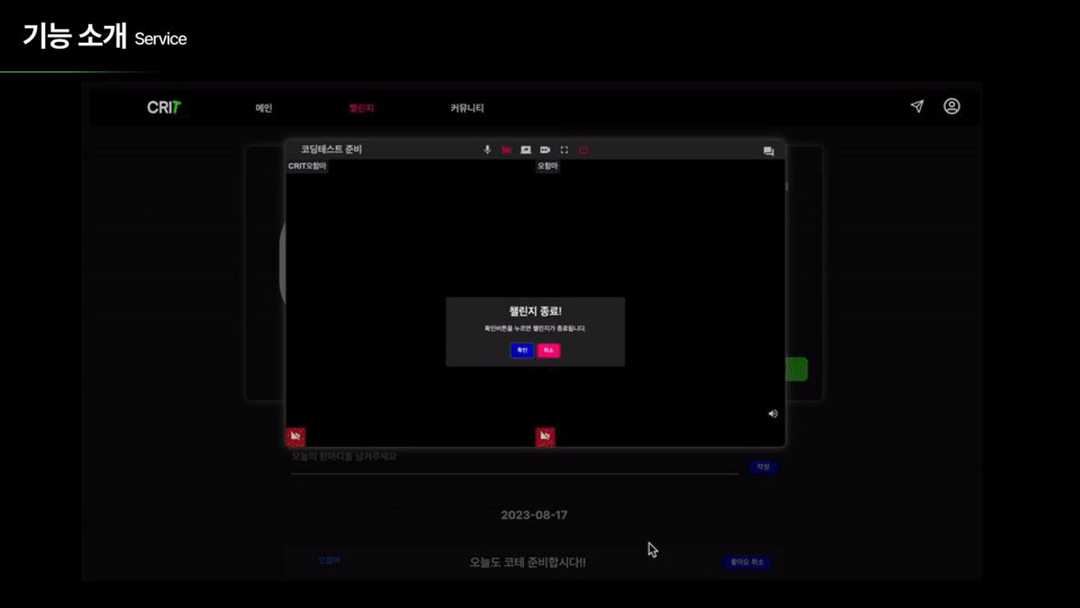 기능 소개 Service
CRIT 메인 챌린지 커뮤니티
코딩테스트 준비
CRIT오함마 오함마
챌린지 종료!
확인버튼을 누르면 챌린지가 종료됩니다.
확인 취소
오늘의 한마디를 남겨주세요
작성
2023-08-17
오늘도 코테 준비합시다!! 좋아요 취소